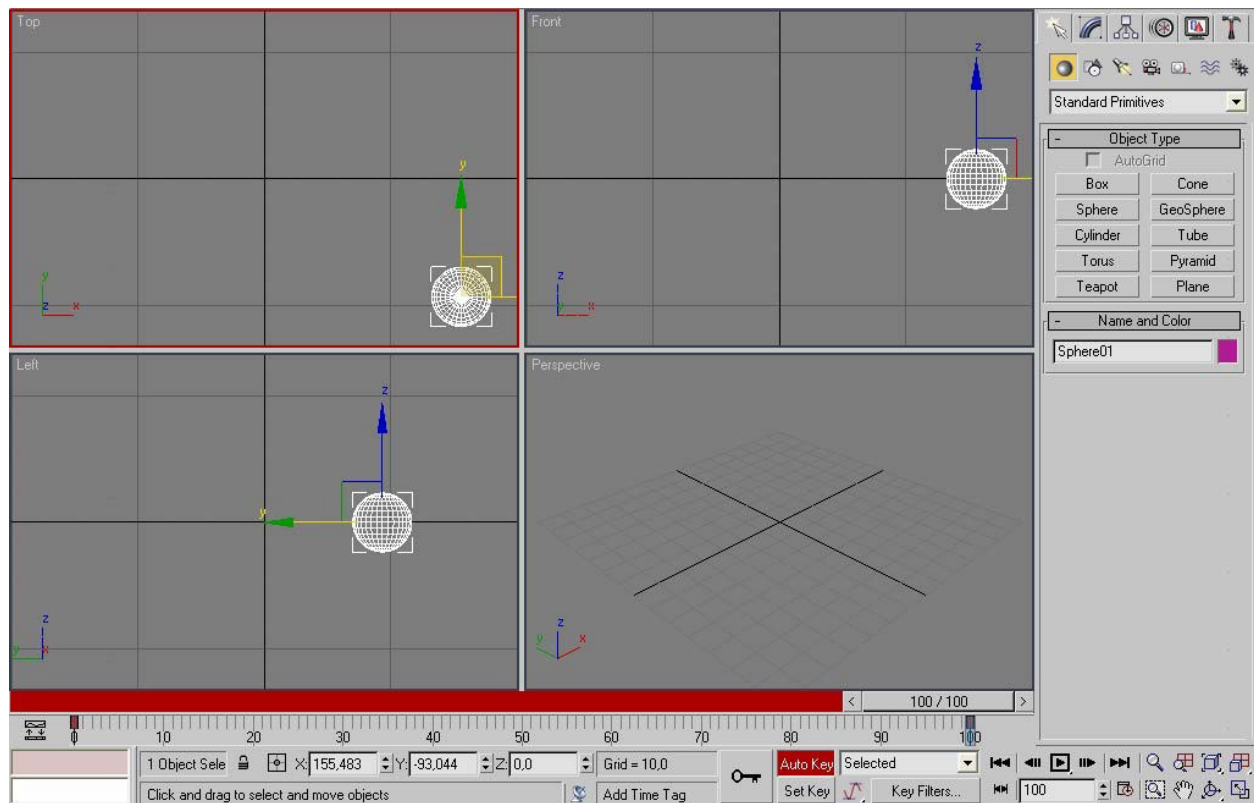 Top
y
y
z
x
Front
z
z
y
x
Standard Primitives
- Object Type
AutoGrid
Box Cone
Sphere GeoSphere
Cylinder Tube
Torus Pyramid
Teapot Plane
- Name and Color
Sphere01
Left
z
y
z
y
x
Perspective
z
y
x
< 100 / 100 >
0 10 20 30 40 50 60 70 80 90 100
1 Object Sele X: 155,483 Y: -93,044 Z: 0,0 Grid = 10,0 Auto Key Selected
Click and drag to select and move objects Add Time Tag Set Key Key Filters... 100